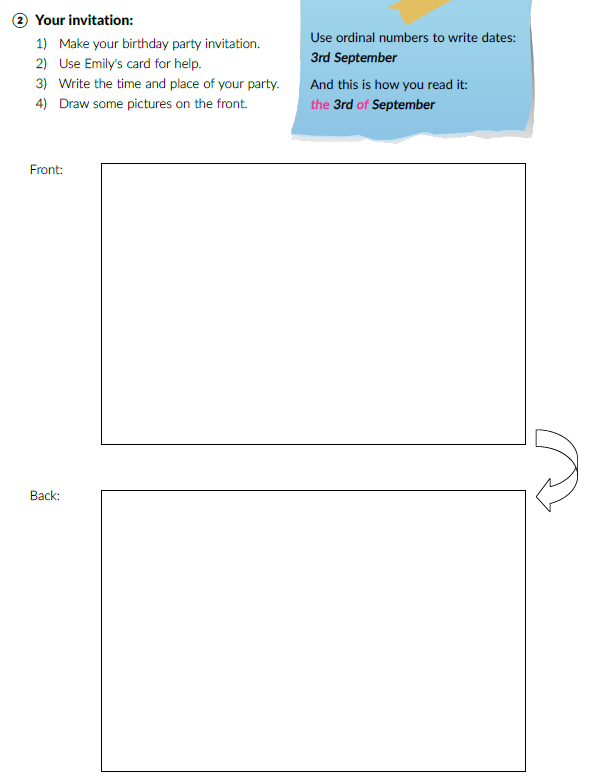 2 Your invitation:
1) Make your birthday party invitation.
2) Use Emily's card for help.
3) Write the time and place of your party.
4) Draw some pictures on the front.
Use ordinal numbers to write dates:
3rd September
And this is how you read it:
the 3rd of September
Front:
Back: